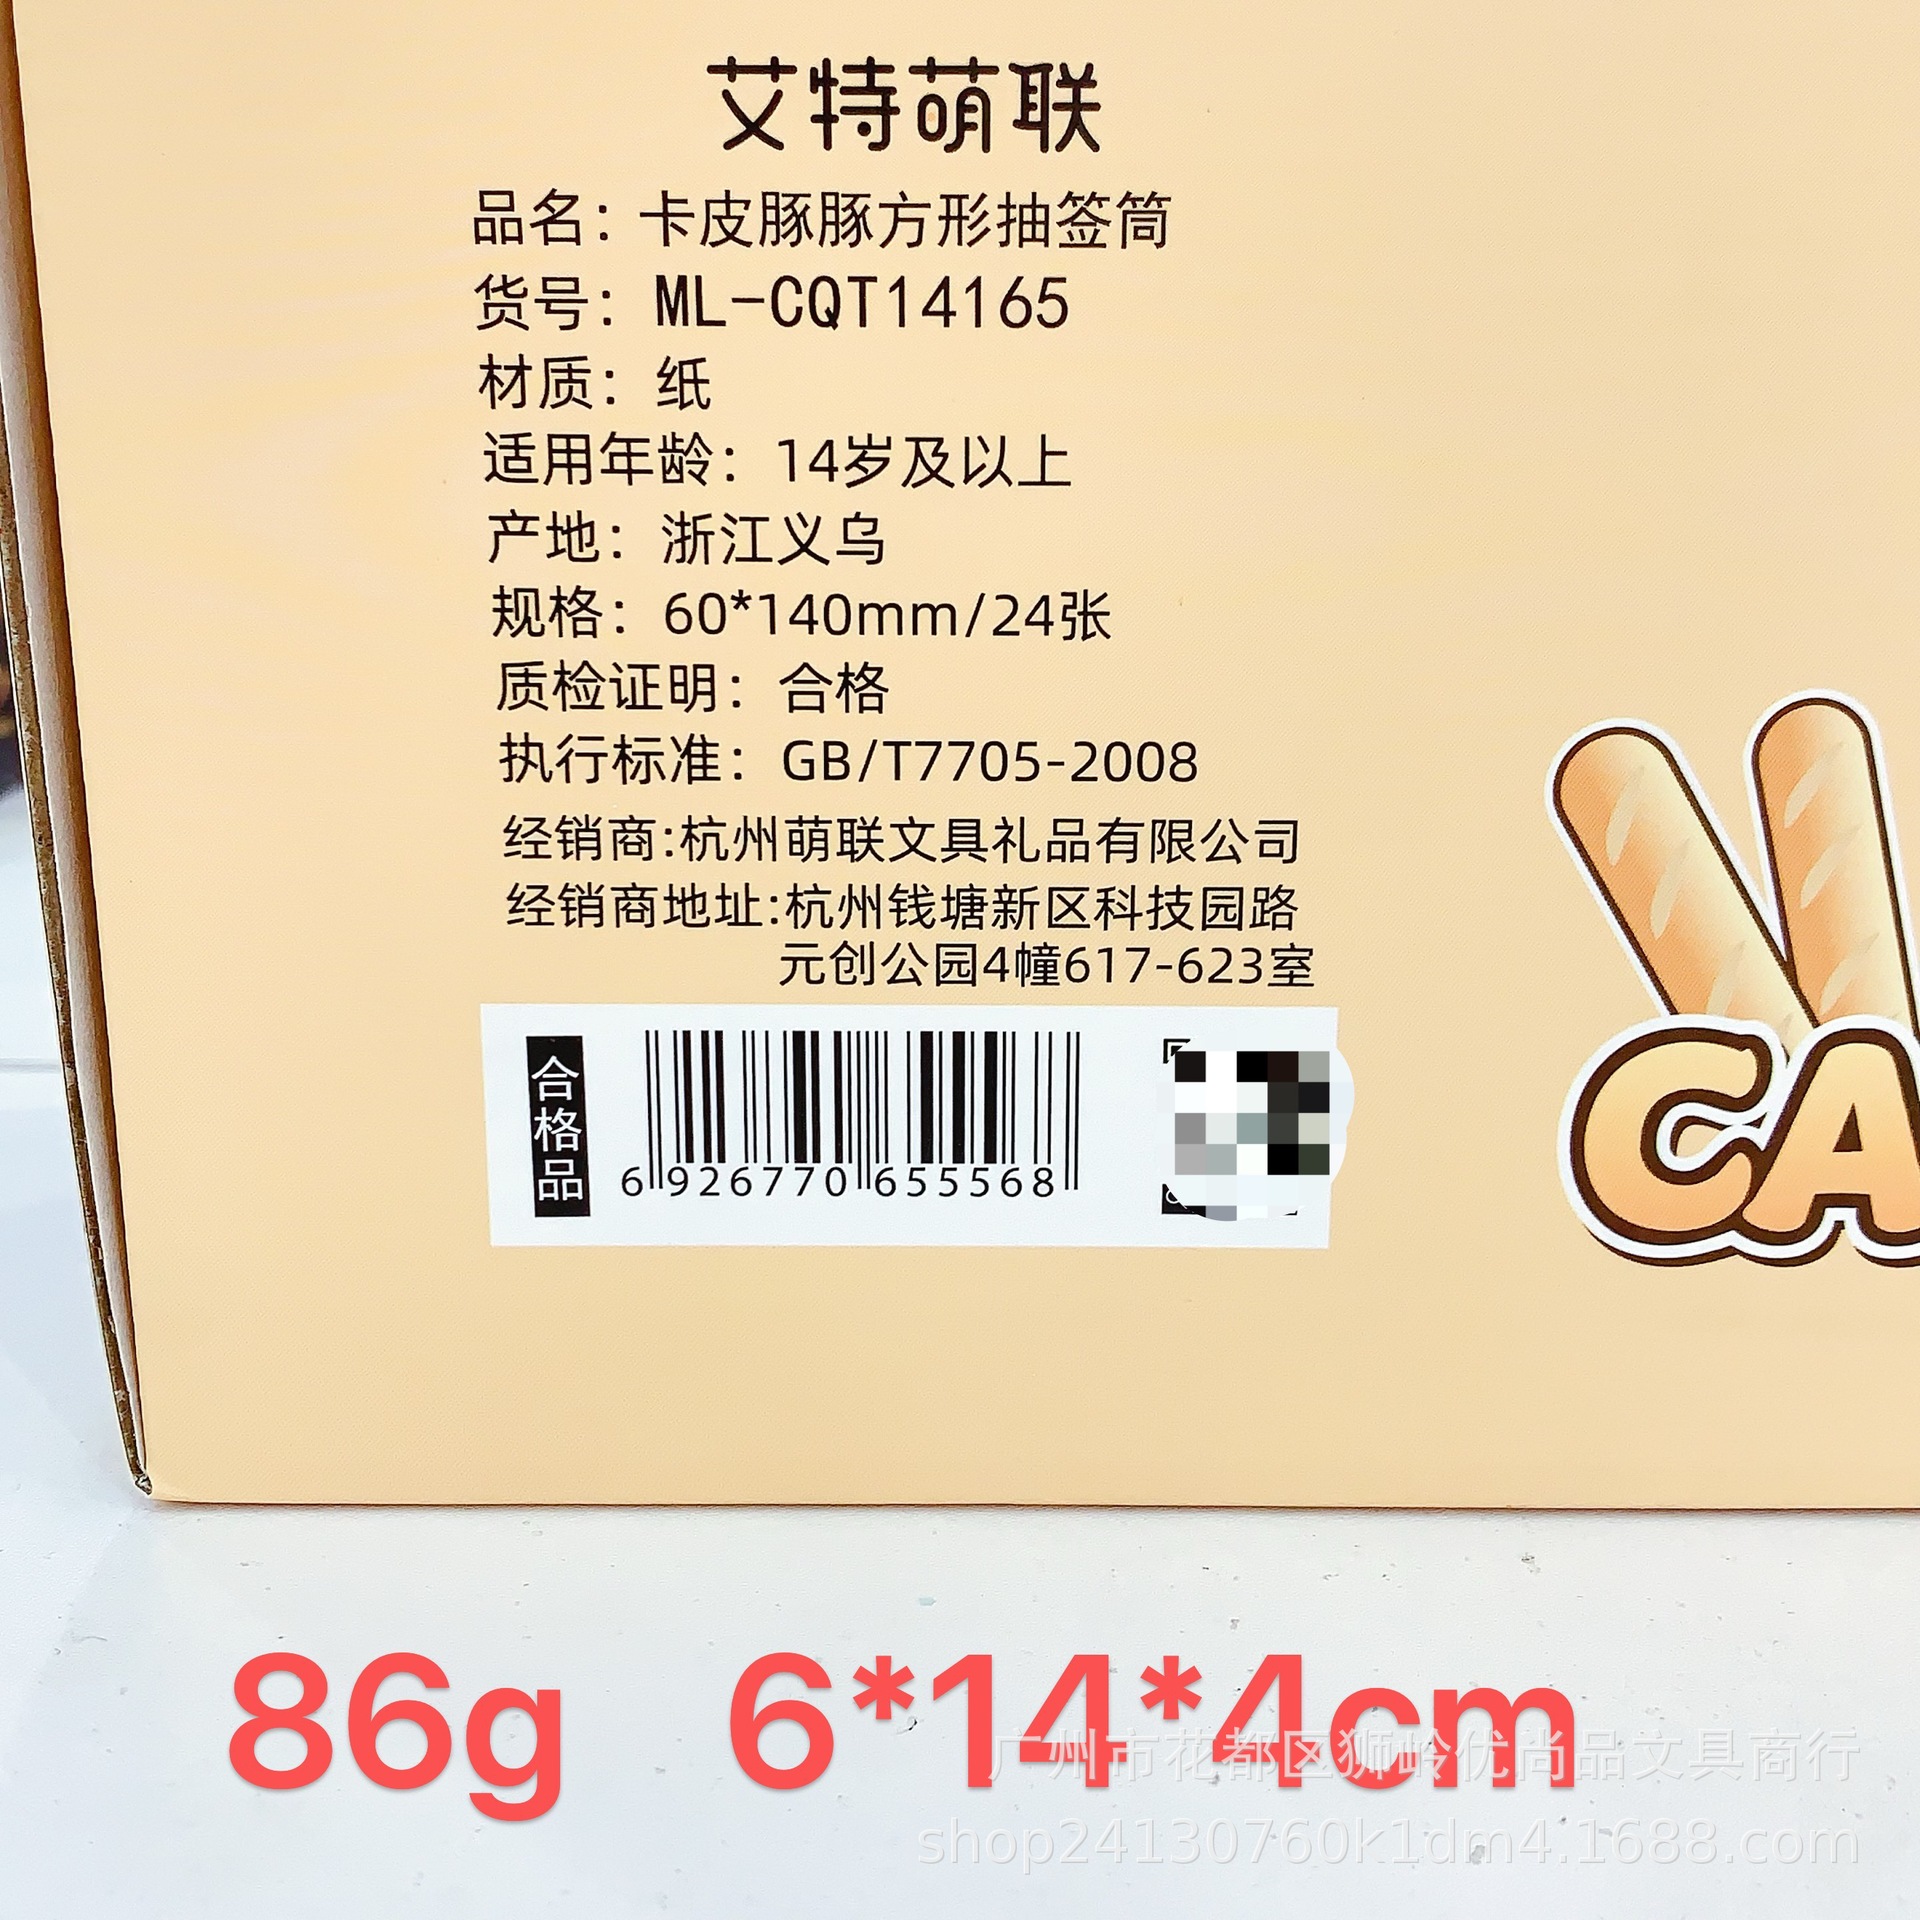 艾特萌联
品名：卡皮豚豚方形抽签筒
货号：ML-CQT14165
材质：纸
适用年龄：14岁及以上
产地：浙江义乌
规格：60*140mm/24张
质检证明：合格
执行标准：GB/T7705-2008
经销商:杭州萌联文具礼品有限公司
经销商地址:杭州钱塘新区科技园路
元创公园4幢617-623室
合格品
6 926770 655568
CA
86g 6*14*4cm
广州市花都区狮岭优尚品文具商行
shop24130760k1dm4.1688.com